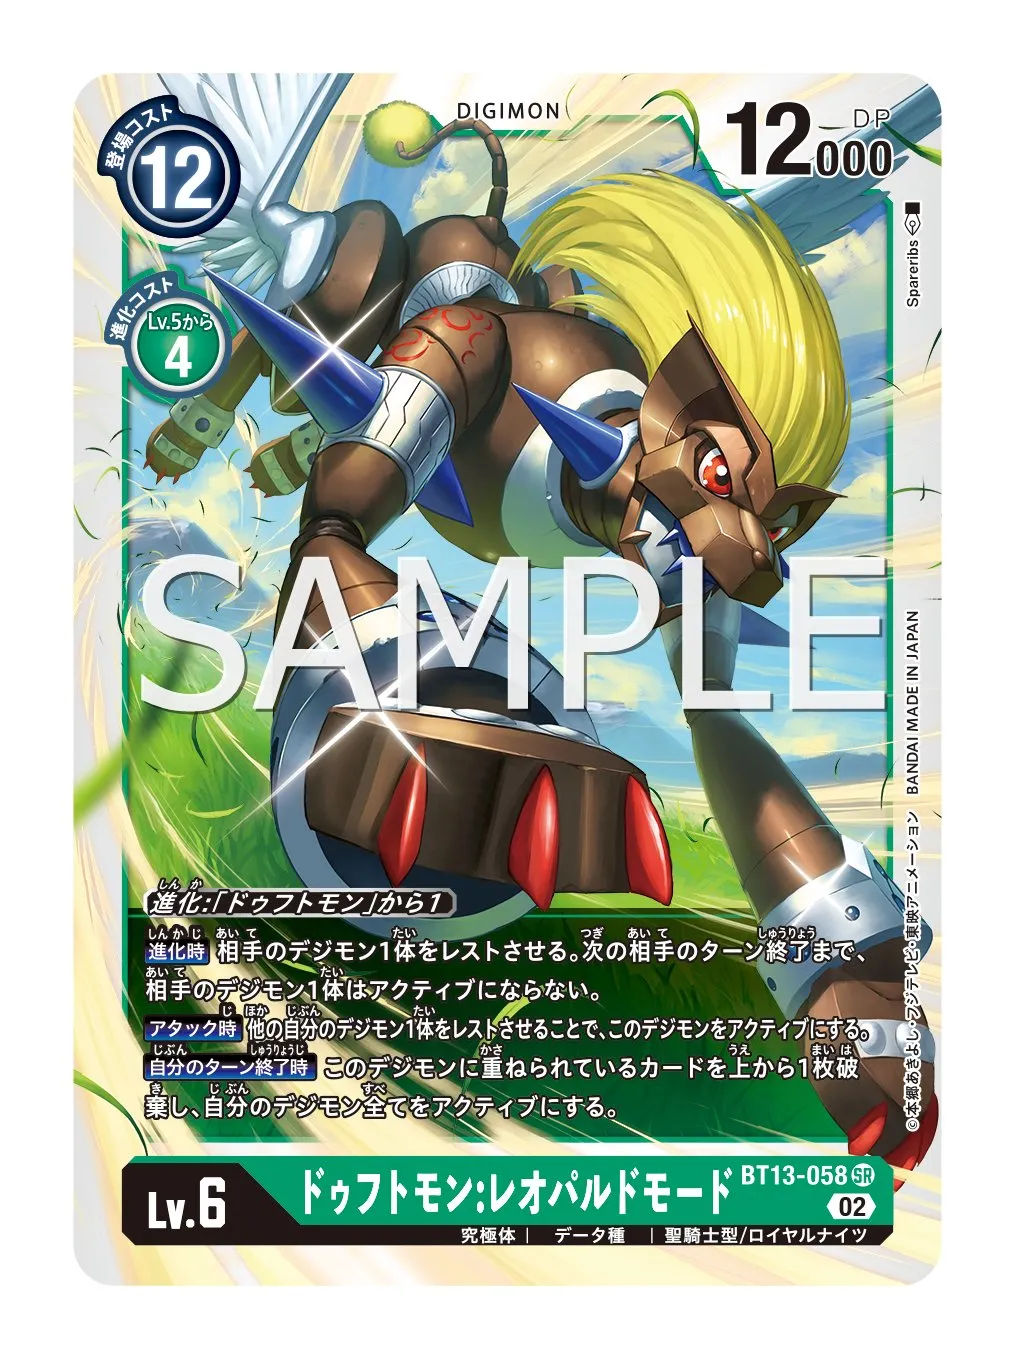 DIGIMON
登場コスト
12
12000
DP
進化コスト
Lv.5から
4
Spareribs
SAMPLE
BANDAI MADE IN JAPAN
©本郷あきよし・フジテレビ・東映アニメーション
進化:「ドゥフトモン」から1
進化時 相手のデジモン1体をレストさせる。次の相手のターン終了まで、
相手のデジモン1体はアクティブにならない。
アタック時 他の自分のデジモン1体をレストさせることで、このデジモンをアクティブにする。
自分のターン終了時 このデジモンに重ねられているカードを上から1枚破
棄し、自分のデジモン全てをアクティブにする。
Lv.6
ドゥフトモン:レオパルドモード
BT13-058 SR
02
究極体 | データ種 | 聖騎士型/ロイヤルナイツ